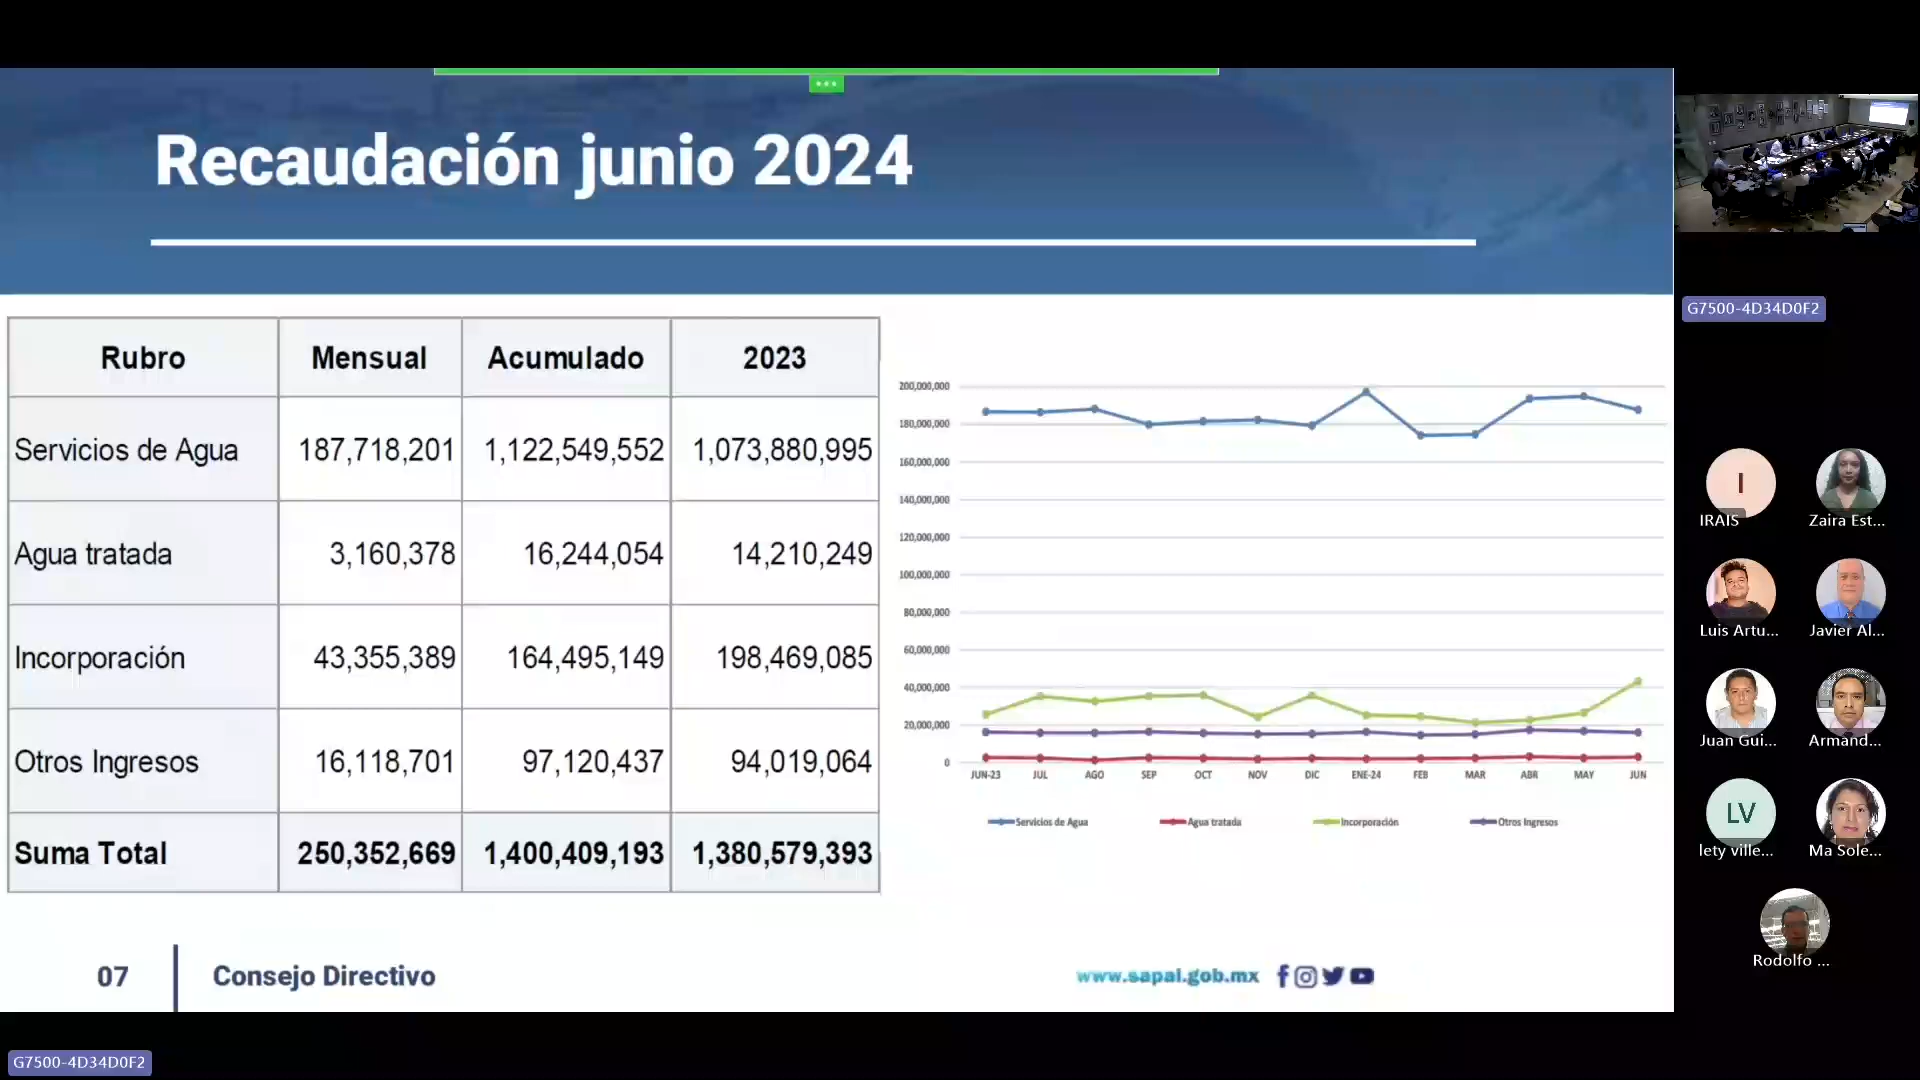 Recaudación junio 2024
Rubro Mensual Acumulado 2023
Servicios de Agua 187,718,201 1,122,549,552 1,073,880,995
Agua tratada 3,160,378 16,244,054 14,210,249
Incorporación 43,355,389 164,495,149 198,469,085
Otros Ingresos 16,118,701 97,120,437 94,019,064
Suma Total 250,352,669 1,400,409,193 1,380,579,393
200,000,000
180,000,000
160,000,000
140,000,000
120,000,000
100,000,000
80,000,000
60,000,000
40,000,000
20,000,000
0
JUN-23 JUL AGO SEP OCT NOV DIC ENE-24 FEB MAR ABR MAY JUN
Servicios de Agua Agua tratada Incorporación Otros Ingresos
07 Consejo Directivo www.sapal.gob.mx
G7500-4D34D0F2
I
IRAIS Zaira Est...
Luis Artu... Javier Al...
Juan Gui... Armand...
LV
lety ville... Ma Sole...
Rodolfo ...
G7500-4D34D0F2